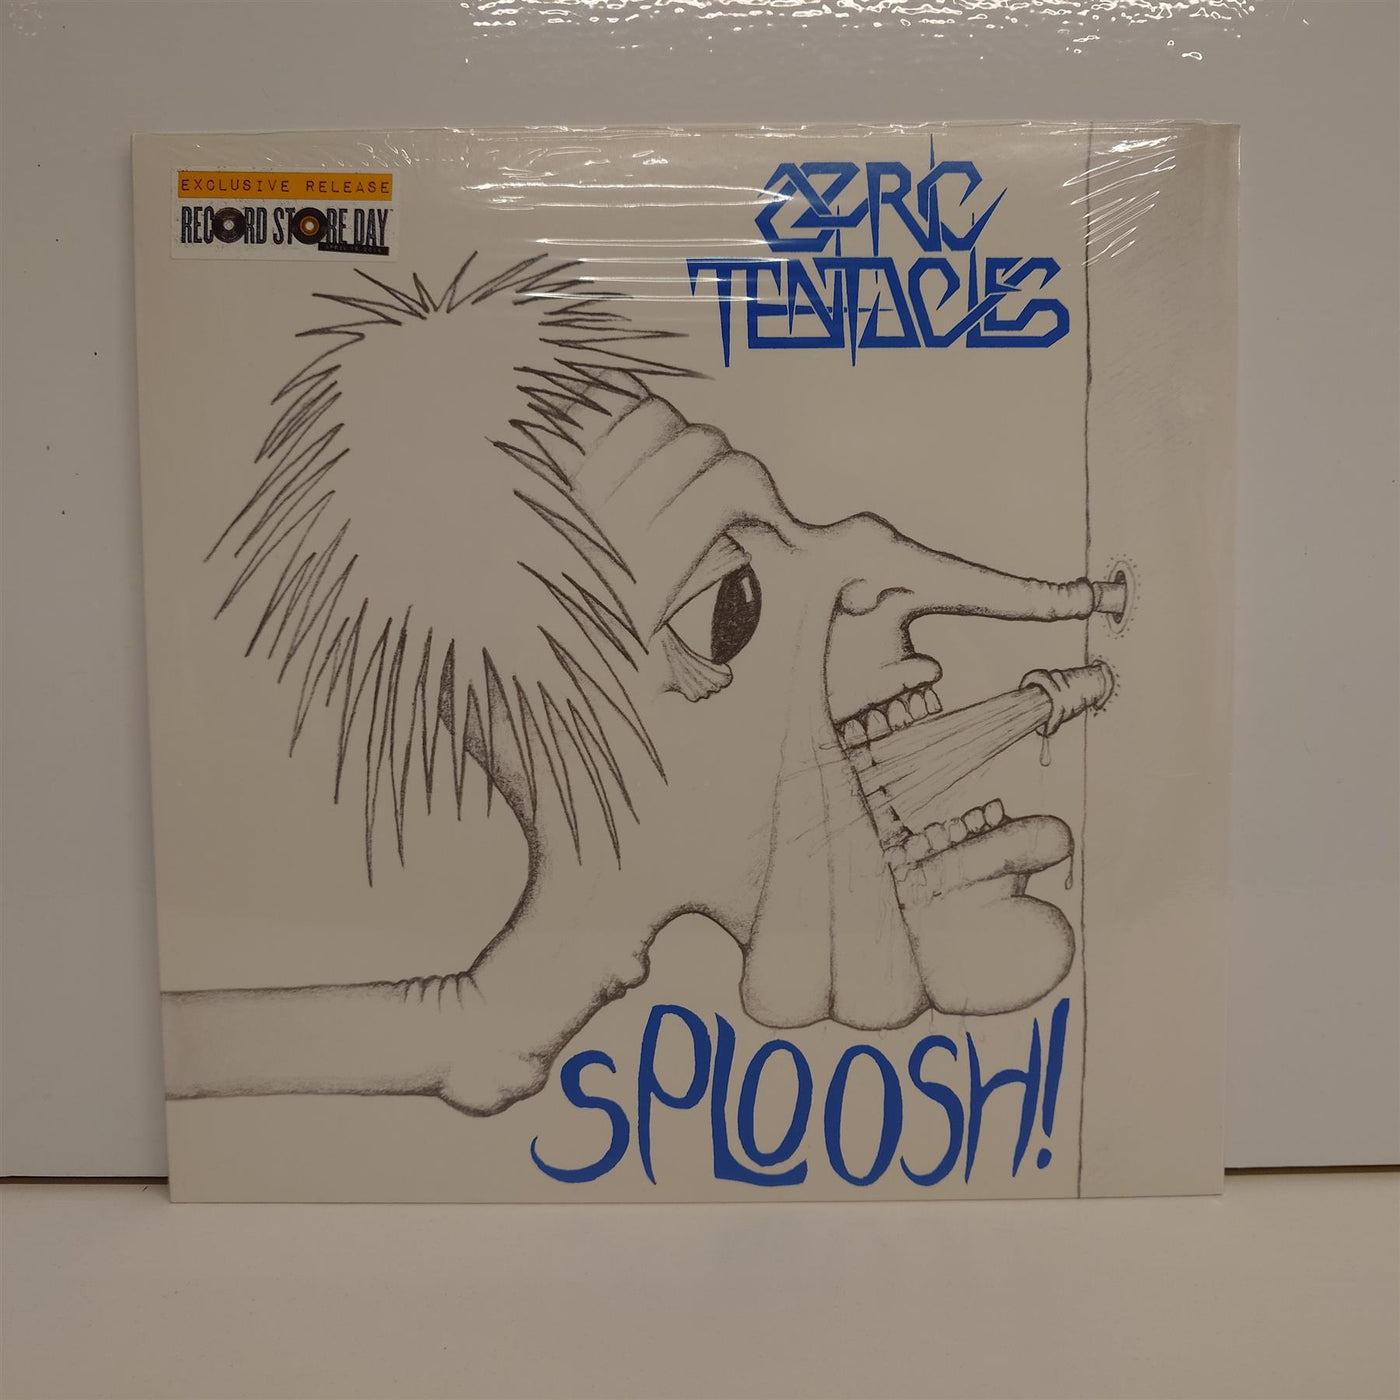 EXCLUSIVE RELEASE
RECORD STORE DAY
OZRIC
TENTACLES
SPLOOSH!